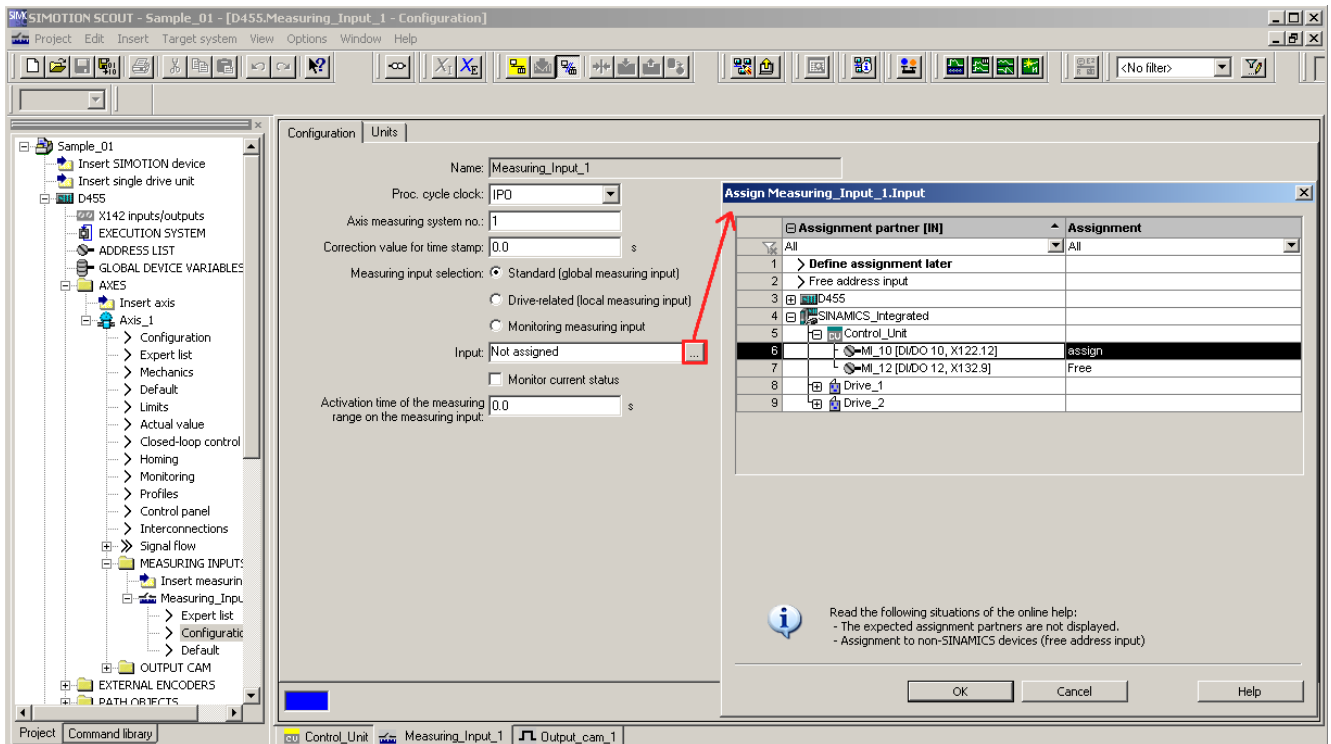 SIMOTION SCOUT - Sample_01 - [D455.Measuring_Input_1 - Configuration]
Project Edit Insert Target system View Options Window Help
<No filter>
Sample_01
Insert SIMOTION device
Insert single drive unit
D455
X142 inputs/outputs
EXECUTION SYSTEM
ADDRESS LIST
GLOBAL DEVICE VARIABLES
AXES
Insert axis
Axis_1
Configuration
Expert list
Mechanics
Default
Limits
Actual value
Closed-loop control
Homing
Monitoring
Profiles
Control panel
Interconnections
Signal flow
MEASURING INPUTS
Insert measurin
Measuring_Inpu
Expert list
Configuratic
Default
OUTPUT CAM
EXTERNAL ENCODERS
PATH OBJECTS
Project Command library
Configuration Units
Name: Measuring_Input_1
Proc. cycle clock: IPO
Axis measuring system no.: 1
Correction value for time stamp: 0.0 s
Measuring input selection: Standard (global measuring input)
Drive-related (local measuring input)
Monitoring measuring input
Input: Not assigned ...
Monitor current status
Activation time of the measuring 0.0 s
range on the measuring input:
Assign Measuring_Input_1.Input
Assignment partner [IN] Assignment
All All
1 Define assignment later
2 Free address input
3 D455
4 SINAMICS_Integrated
5 CU Control_Unit
6 MI_10 [DI/DO 10, X122.12] assign
7 MI_12 [DI/DO 12, X132.9] Free
8 Drive_1
9 Drive_2
Read the following situations of the online help:
- The expected assignment partners are not displayed.
- Assignment to non-SINAMICS devices (free address input)
OK Cancel Help
CU Control_Unit Measuring_Input_1 Output_cam_1